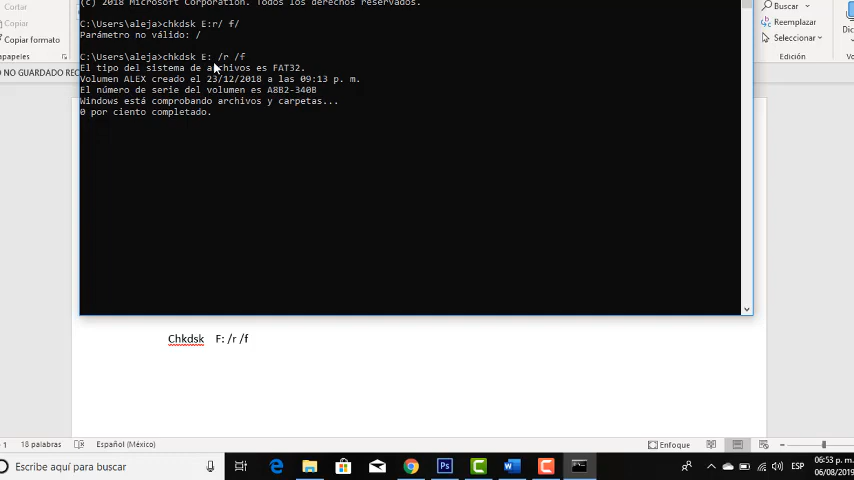 (c) 2018 Microsoft Corporation. Todos los derechos reservados.
C:\Users\aleja>chkdsk E:r/ f/
Parámetro no válido: /
C:\Users\aleja>chkdsk E: /r /f
El tipo del sistema de archivos es FAT32.
Volumen ALEX creado el 23/12/2018 a las 09:13 p. m.
El número de serie del volumen es A8B2-340B
Windows está comprobando archivos y carpetas...
0 por ciento completado.
Cortar
Copiar
Copiar formato
apapeles
NO GUARDADO
Buscar
Reemplazar
Seleccionar
Edición
Dic
Chkdsk F: /r /f
1
18 palabras
Español (México)
Enfoque
Escribe aquí para buscar
ESP
06:53 p. m.
06/08/2019